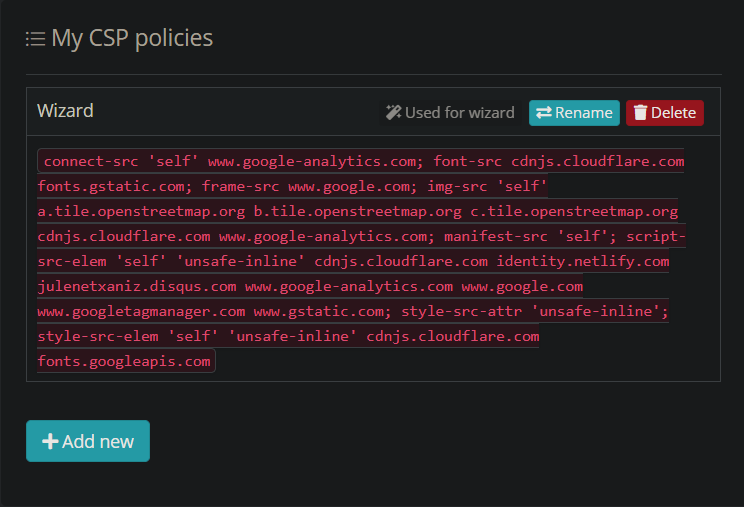 My CSP policies
Wizard
Used for wizard
Rename
Delete
connect-src 'self' www.google-analytics.com; font-src cdnjs.cloudflare.com
fonts.gstatic.com; frame-src www.google.com; img-src 'self'
a.tile.openstreetmap.org b.tile.openstreetmap.org c.tile.openstreetmap.org
cdnjs.cloudflare.com www.google-analytics.com; manifest-src 'self'; script-
src-elem 'self' 'unsafe-inline' cdnjs.cloudflare.com identity.netlify.com
julenetxaniz.disqus.com www.google-analytics.com www.google.com
www.googletagmanager.com www.gstatic.com; style-src-attr 'unsafe-inline';
style-src-elem 'self' 'unsafe-inline' cdnjs.cloudflare.com
fonts.googleapis.com
Add new